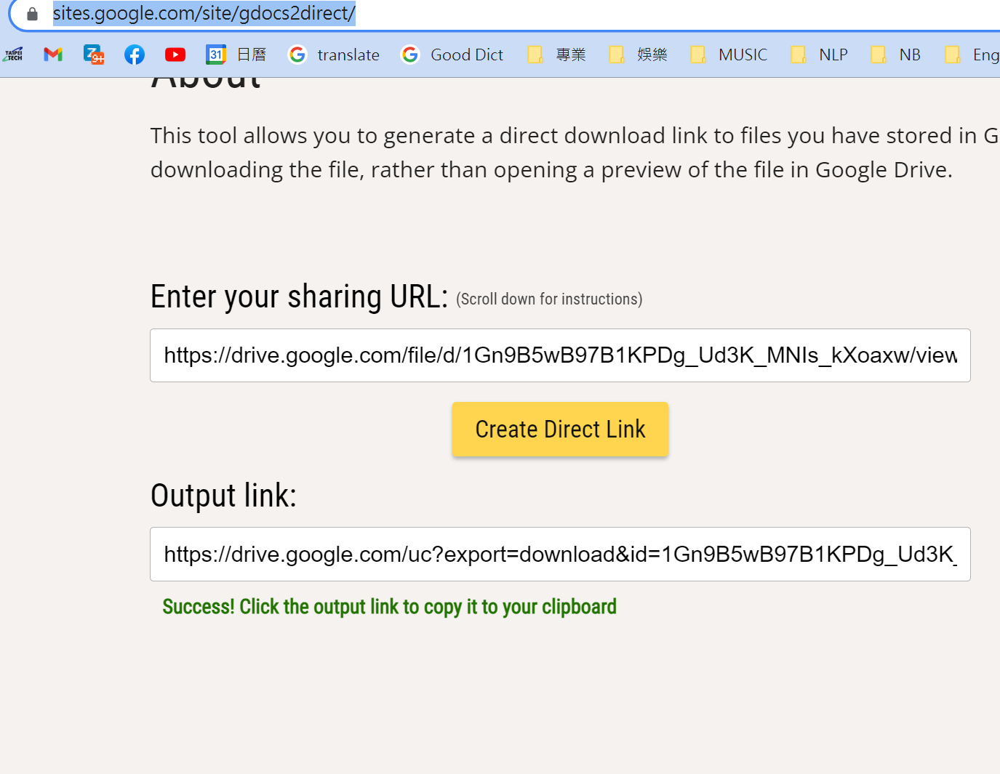 sites.google.com/site/gdocs2direct/
TAIPEI TECH 9+ 31 日曆 translate Good Dict 專業 娛樂 MUSIC NLP NB Eng
About
This tool allows you to generate a direct download link to files you have stored in G
downloading the file, rather than opening a preview of the file in Google Drive.
Enter your sharing URL: (Scroll down for instructions)
https://drive.google.com/file/d/1Gn9B5wB97B1KPDg_Ud3K_MNIs_kXoaxw/view
Create Direct Link
Output link:
https://drive.google.com/uc?export=download&id=1Gn9B5wB97B1KPDg_Ud3K_
Success! Click the output link to copy it to your clipboard